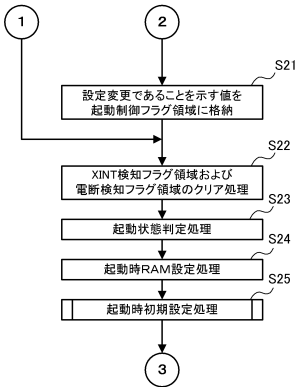 1
2
S21
設定変更であることを示す値を
起動制御フラグ領域に格納
S22
XINT検知フラグ領域および
電断検知フラグ領域のクリア処理
S23
起動状態判定処理
S24
起動時RAM設定処理
S25
起動時初期設定処理
3